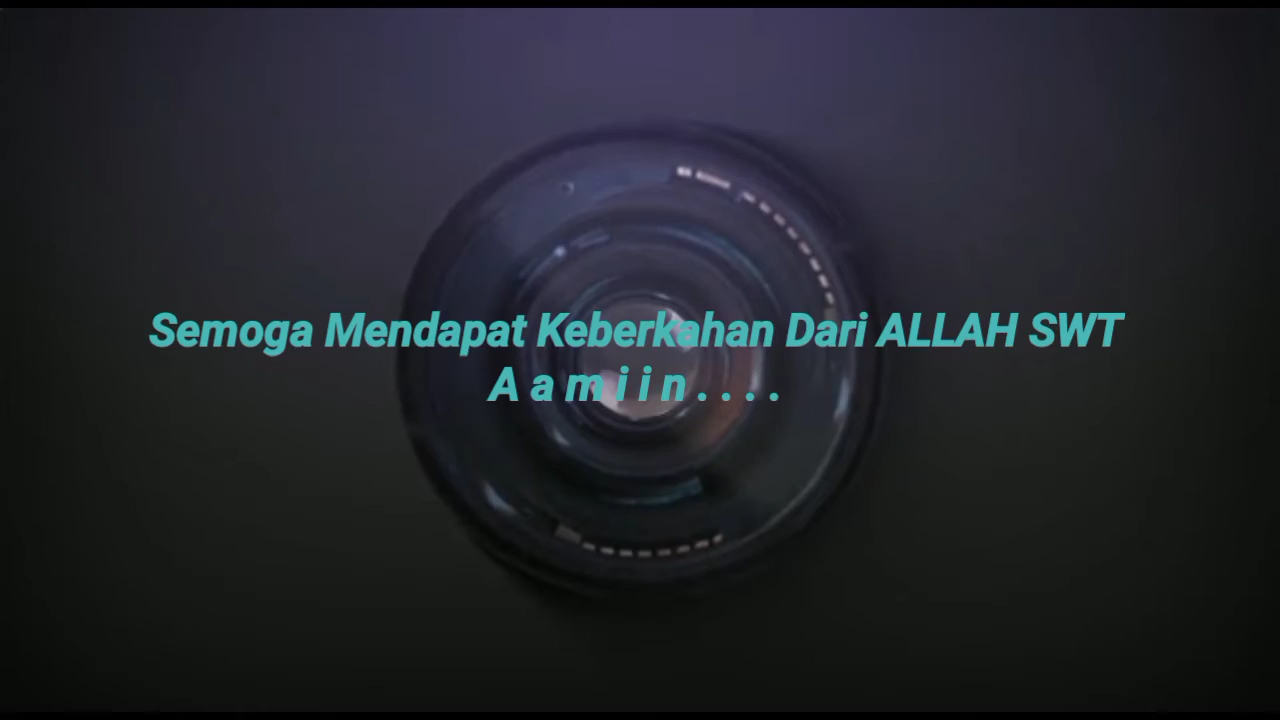 Semoga Mendapat Keberkahan Dari ALLAH SWT
A a m i i n . . . .